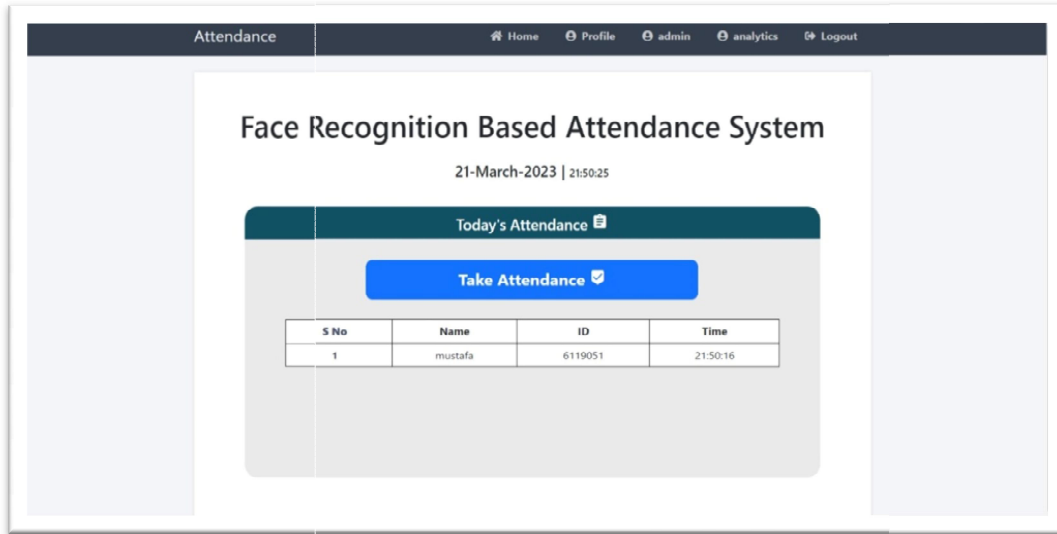 Attendance Home Profile admin analytics Logout
Face Recognition Based Attendance System
21-March-2023 | 21:50:25
Today's Attendance
Take Attendance
S No Name ID Time
1 mustafa 6119051 21:50:16